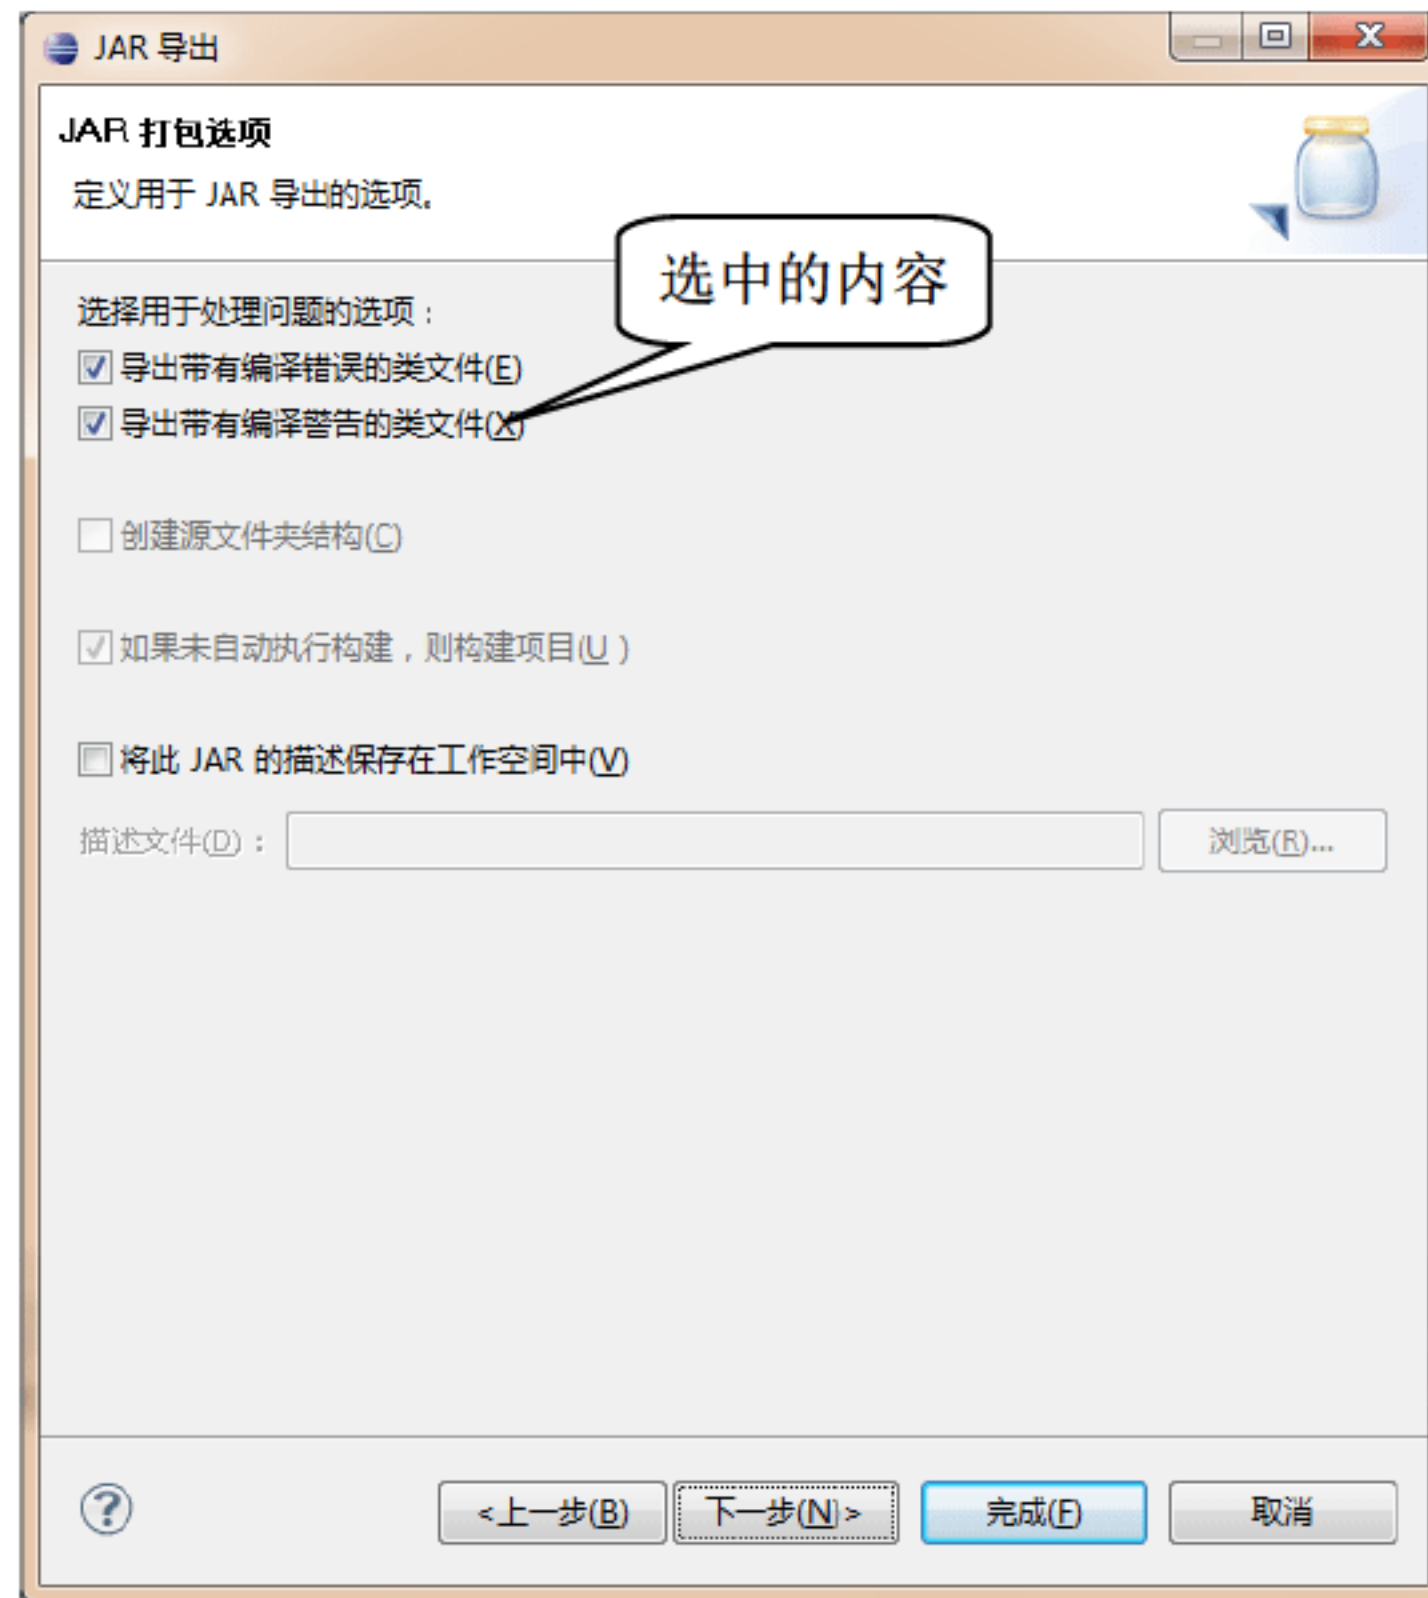 JAR 导出
JAR 打包选项
定义用于 JAR 导出的选项。
选中的内容
选择用于处理问题的选项：
导出带有编译错误的类文件(E)
导出带有编译警告的类文件(X)
创建源文件夹结构(C)
如果未自动执行构建，则构建项目(U )
将此 JAR 的描述保存在工作空间中(V)
描述文件(D)：
浏览(R)...
<上一步(B)
下一步(N)>
完成(F)
取消